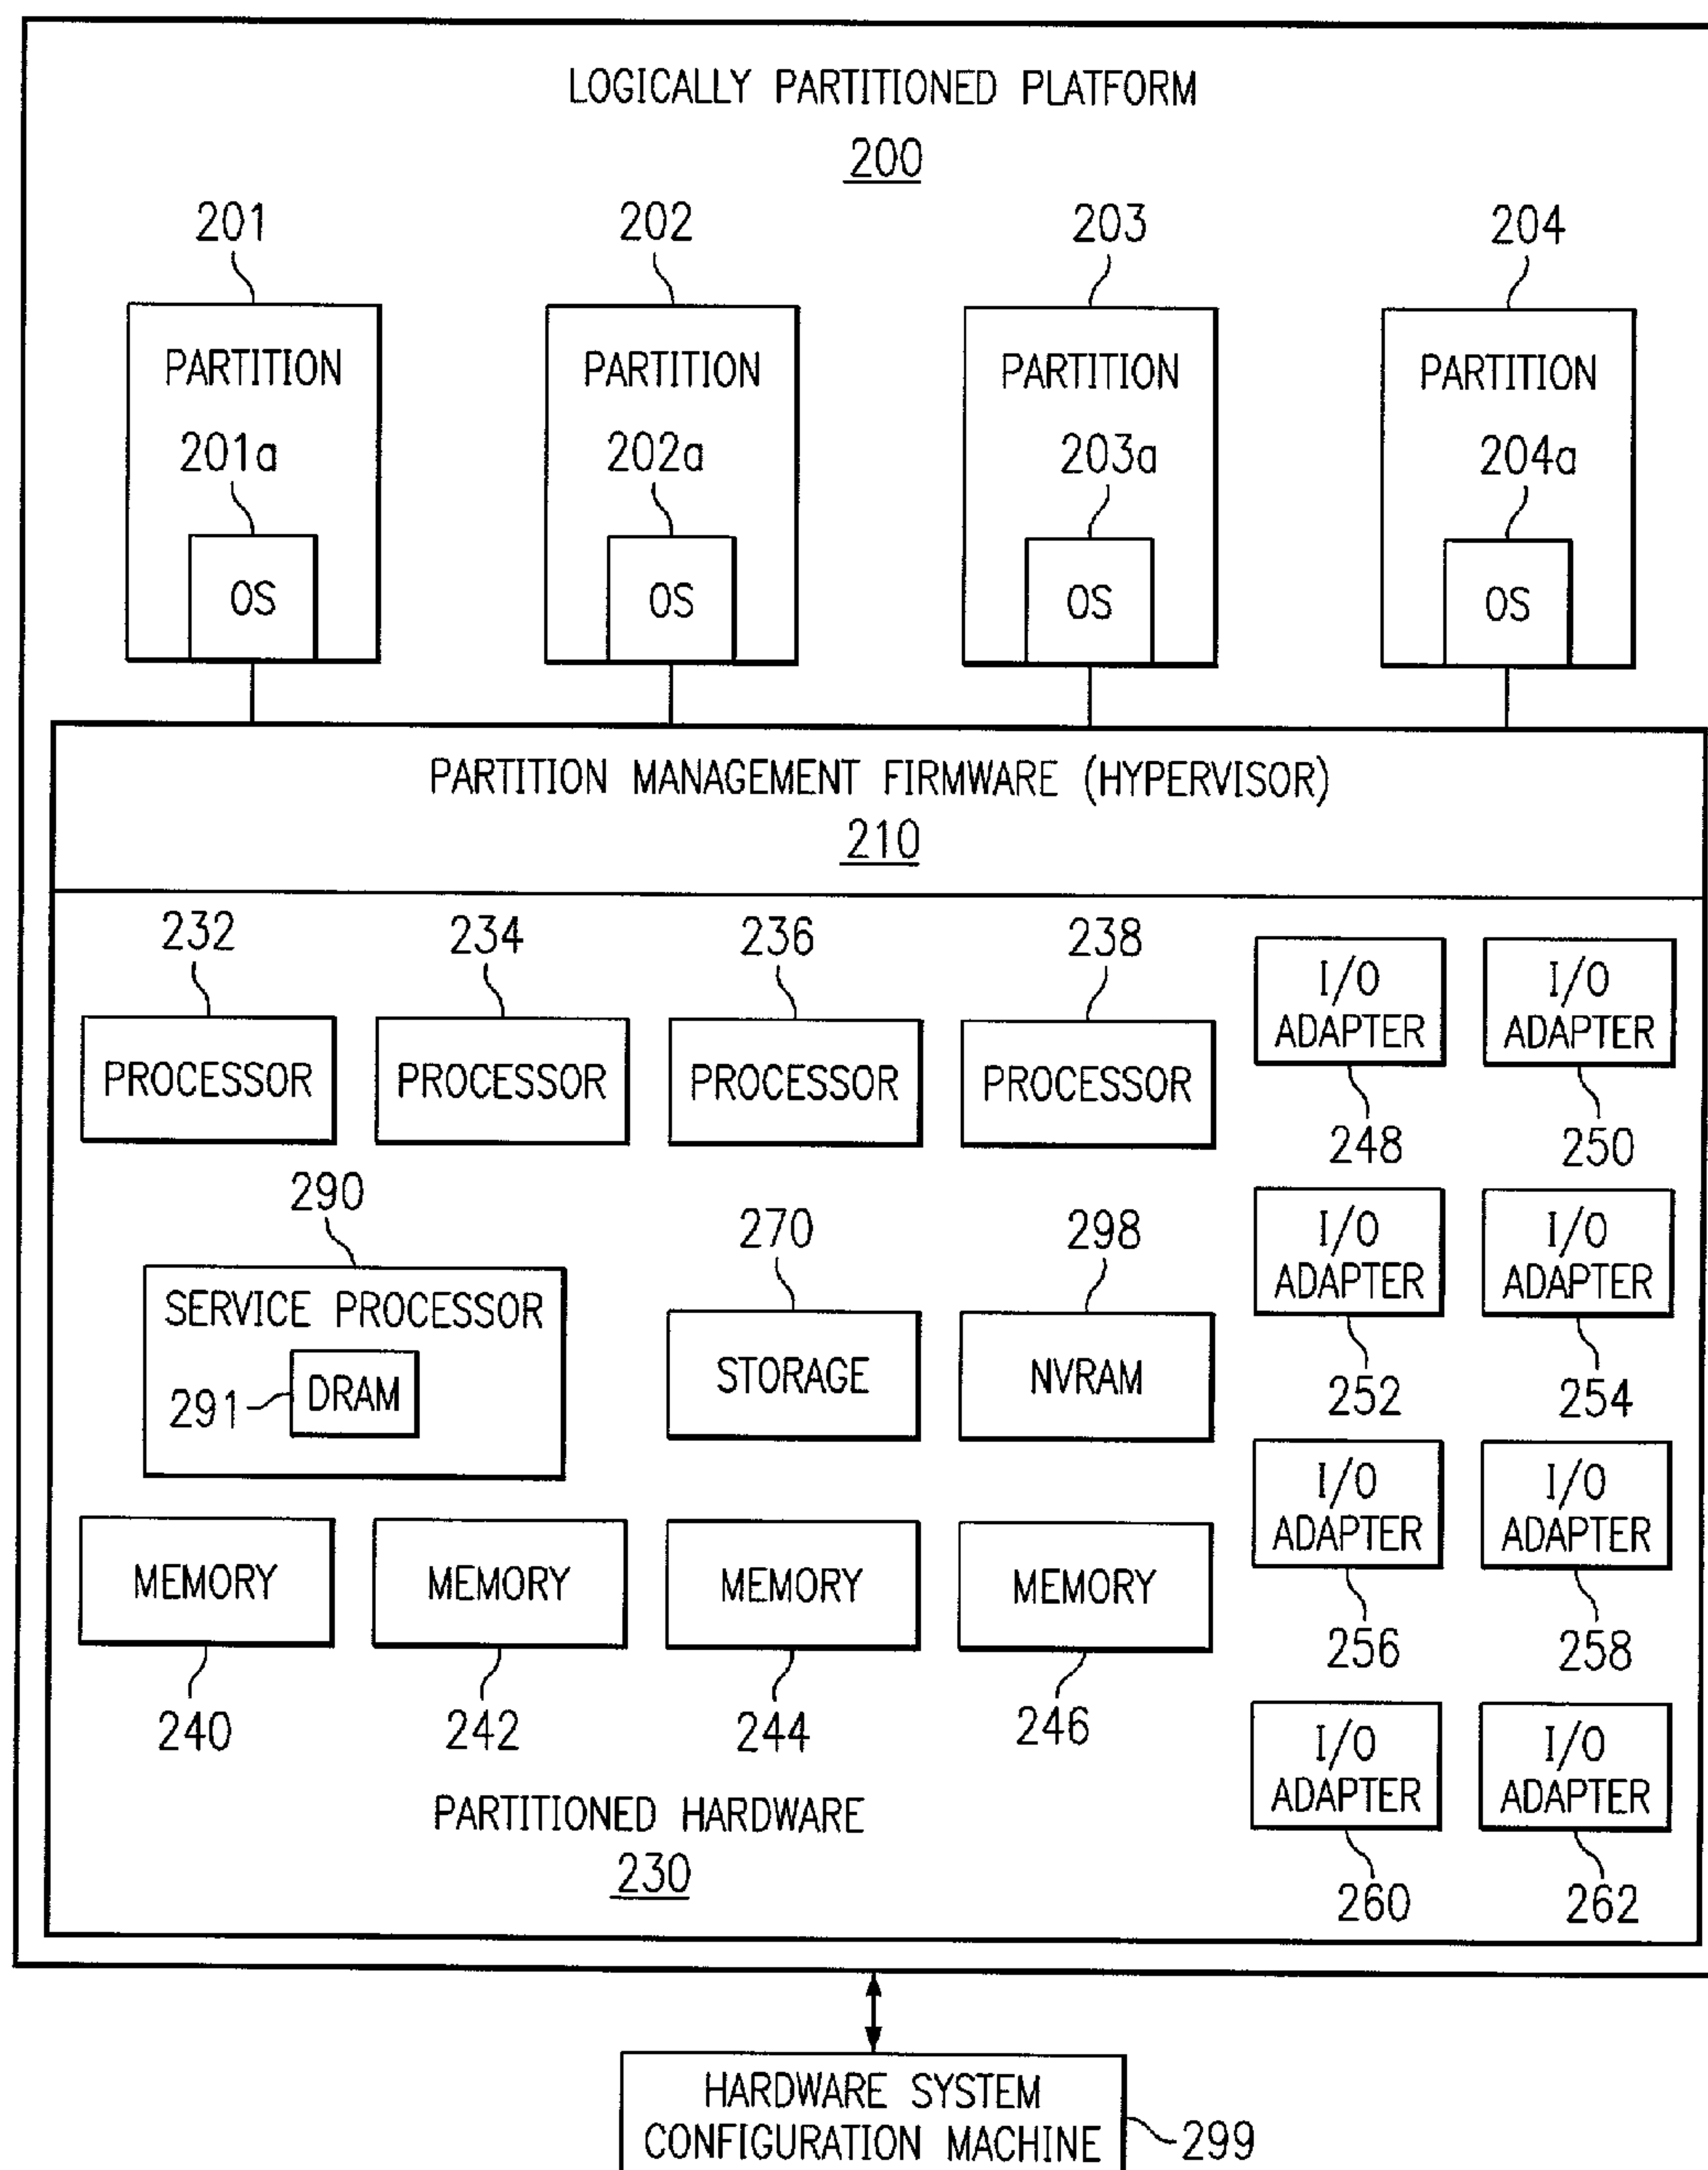 LOGICALLY PARTITIONED PLATFORM
200
201 202 203 204
PARTITION PARTITION PARTITION PARTITION
201a 202a 203a 204a
OS OS OS OS
PARTITION MANAGEMENT FIRMWARE (HYPERVISOR)
210
232 234 236 238
PROCESSOR PROCESSOR PROCESSOR PROCESSOR
I/O
ADAPTER
248
I/O
ADAPTER
250
290
SERVICE PROCESSOR
291 DRAM
270
STORAGE
298
NVRAM
I/O
ADAPTER
252
I/O
ADAPTER
254
MEMORY MEMORY MEMORY MEMORY
240 242 244 246
I/O
ADAPTER
256
I/O
ADAPTER
258
PARTITIONED HARDWARE
230
I/O
ADAPTER
260
I/O
ADAPTER
262
HARDWARE SYSTEM
CONFIGURATION MACHINE 299